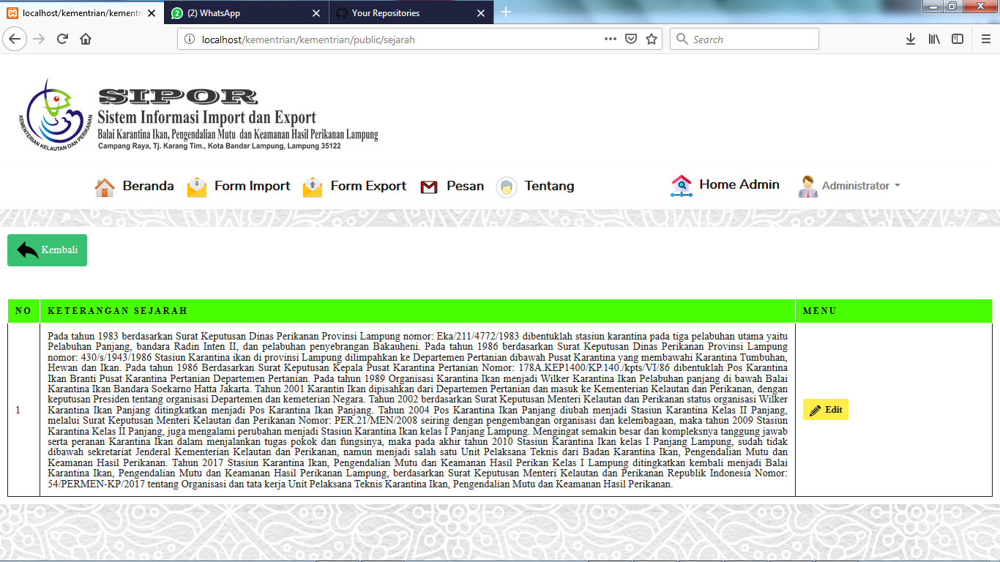 localhost/kementrian/kementri
(2) WhatsApp
Your Repositories
localhost/kementrian/kementrian/public/sejarah
Search
KEMENTERIAN KELAUTAN DAN PERIKANAN
SIPOR
Sistem Informasi Import dan Export
Balai Karantina Ikan, Pengendalian Mutu dan Keamanan Hasil Perikanan Lampung
Campang Raya, Tj. Karang Tim., Kota Bandar Lampung, Lampung 35122
Beranda Form Import Form Export Pesan Tentang Home Admin Administrator
Kembali
NO KETERANGAN SEJARAH MENU
Pada tahun 1983 berdasarkan Surat Keputusan Dinas Perikanan Provinsi Lampung nomor: Eka/211/4772/1983 dibentuklah stasiun karantina pada tiga pelabuhan utama yaitu
Pelabuhan Panjang, bandara Radin Inten II, dan pelabuhan penyebrangan Bakauheni. Pada tahun 1986 berdasarkan Surat Keputusan Dinas Perikanan Provinsi Lampung
nomor: 430/s/1943/1986 Stasiun Karantina ikan di provinsi Lampung dilimpahkan ke Departemen Pertanian dibawah Pusat Karantina yang membawahi Karantina Tumbuhan,
Hewan dan Ikan. Pada tahun 1986 Berdasarkan Surat Keputusan Kepala Pusat Karantina Pertanian Nomor: 178A.KEP1400/KP.140./kpts/VI/86 dibentuklah Pos Karantina
Ikan Branti Pusat Karantina Pertanian Departemen Pertanian. Pada tahun 1989 Organisasi Karantina Ikan menjadi Wilker Karantina Ikan Pelabuhan panjang di bawah Balai
Karantina Ikan Bandara Soekarno Hatta Jakarta. Tahun 2001 Karantin Ikan dipisahkan dari Departemen Pertanian dan masuk ke Kementerian Kelautan dan Perikanan, dengan
keputusan Presiden tentang organisasi Departemen dan kemeterian Negara. Tahun 2002 berdasarkan Surat Keputusan Menteri Kelautan dan Perikanan status organisasi Wilker
Karantina Ikan Panjang ditingkatkan menjadi Pos Karantina Ikan Panjang. Tahun 2004 Pos Karantina Ikan Panjang diubah menjadi Stasiun Karantina Kelas II Panjang,
melalui Surat Keputusan Menteri Kelautan dan Perikanan Nomor: PER.21/MEN/2008 seiring dengan pengembangan organisasi dan kelembagaan, maka tahun 2009 Stasiun
Karantina Kelas II Panjang, juga mengalami perubahan menjadi Stasiun Karantina Ikan kelas I Panjang Lampung. Mengingat semakin besar dan kompleksnya tanggung jawab
serta peranan Karantina Ikan dalam menjalankan tugas pokok dan fungsinya, maka pada akhir tahun 2010 Stasiun Karantina Ikan kelas I Panjang Lampung, sudah tidak
dibawah sekretariat Jenderal Kementerian Kelautan dan Perikanan, namun menjadi salah satu Unit Pelaksana Teknis dari Badan Karantina Ikan, Pengendalian Mutu dan
Keamanan Hasil Perikanan. Tahun 2017 Stasiun Karantina Ikan, Pengendalian Mutu dan Keamanan Hasil Perikan Kelas I Lampung ditingkatkan kembali menjadi Balai
Karantina Ikan, Pengendalian Mutu dan Keamanan Hasil Perikanan Lampung, berdasarkan Surat Keputusan Menteri Kelautan dan Perikanan Republik Indonesia Nomor:
54/PERMEN-KP/2017 tentang Organisasi dan tata kerja Unit Pelaksana Teknis Karantina Ikan, Pengendalian Mutu dan Keamanan Hasil Perikanan.
1
Edit